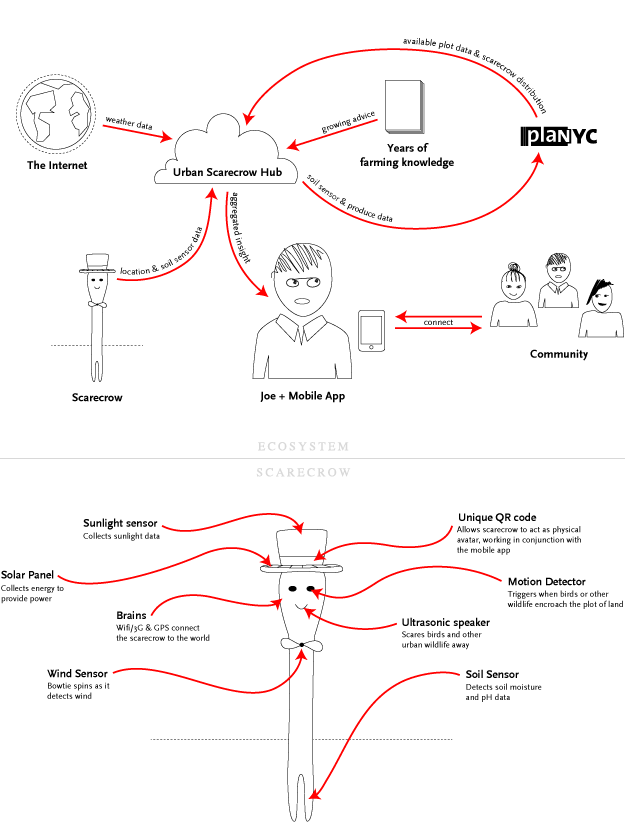 available plot data & scarecrow distribution
weather data
growing advice
planYC
The Internet
Urban Scarecrow Hub
Years of
farming knowledge
soil sensor & produce data
aggregated insight
location & soil sensor data
connect
Community
Scarecrow
Joe + Mobile App
ECOSYSTEM
SCARECROW
Sunlight sensor
Collects sunlight data
Unique QR code
Allows scarecrow to act as physical
avatar, working in conjunction with
the mobile app
Solar Panel
Collects energy to
provide power
Motion Detector
Triggers when birds or other
wildlife encroach the plot of land
Brains
Wifi/3G & GPS connect
the scarecrow to the world
Ultrasonic speaker
Scares birds and other
urban wildlife away
Wind Sensor
Bowtie spins as it
detects wind
Soil Sensor
Detects soil moisture
and pH data